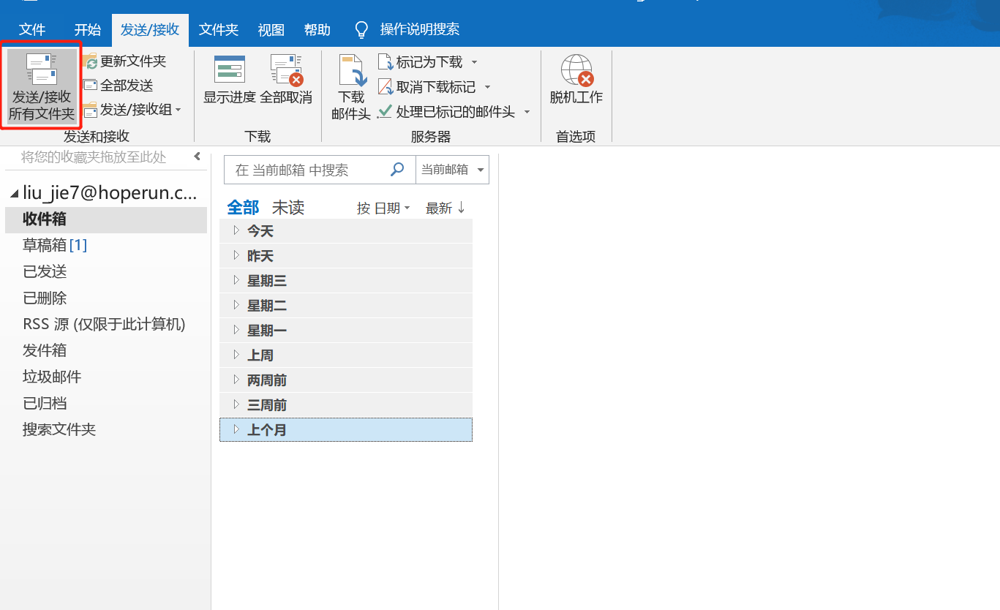 文件 开始 发送/接收 文件夹 视图 帮助 操作说明搜索
发送/接收
所有文件夹
更新文件夹
全部发送
发送/接收组
发送和接收
显示进度 全部取消
下载
下载
邮件头
标记为下载
取消下载标记
处理已标记的邮件头
服务器
脱机工作
首选项
将您的收藏夹拖放至此处
liu_jie7@hoperun.c...
收件箱
草稿箱 [1]
已发送
已删除
RSS 源 (仅限于此计算机)
发件箱
垃圾邮件
已归档
搜索文件夹
在 当前邮箱 中搜索 当前邮箱
全部 未读 按 日期 最新 ↓
今天
昨天
星期三
星期二
星期一
上周
两周前
三周前
上个月